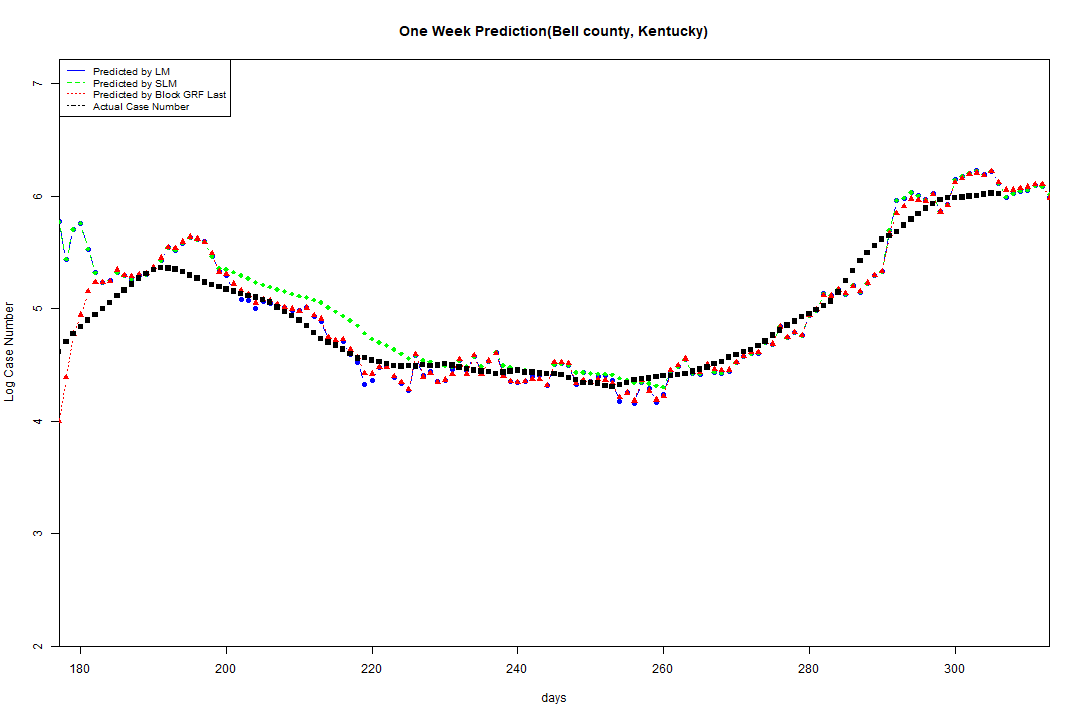 One Week Prediction(Bell county, Kentucky)
Predicted by LM
Predicted by SLM
Predicted by Block GRF Last
Actual Case Number
7
6
5
4
3
2
Log Case Number
180 200 220 240 260 280 300
days